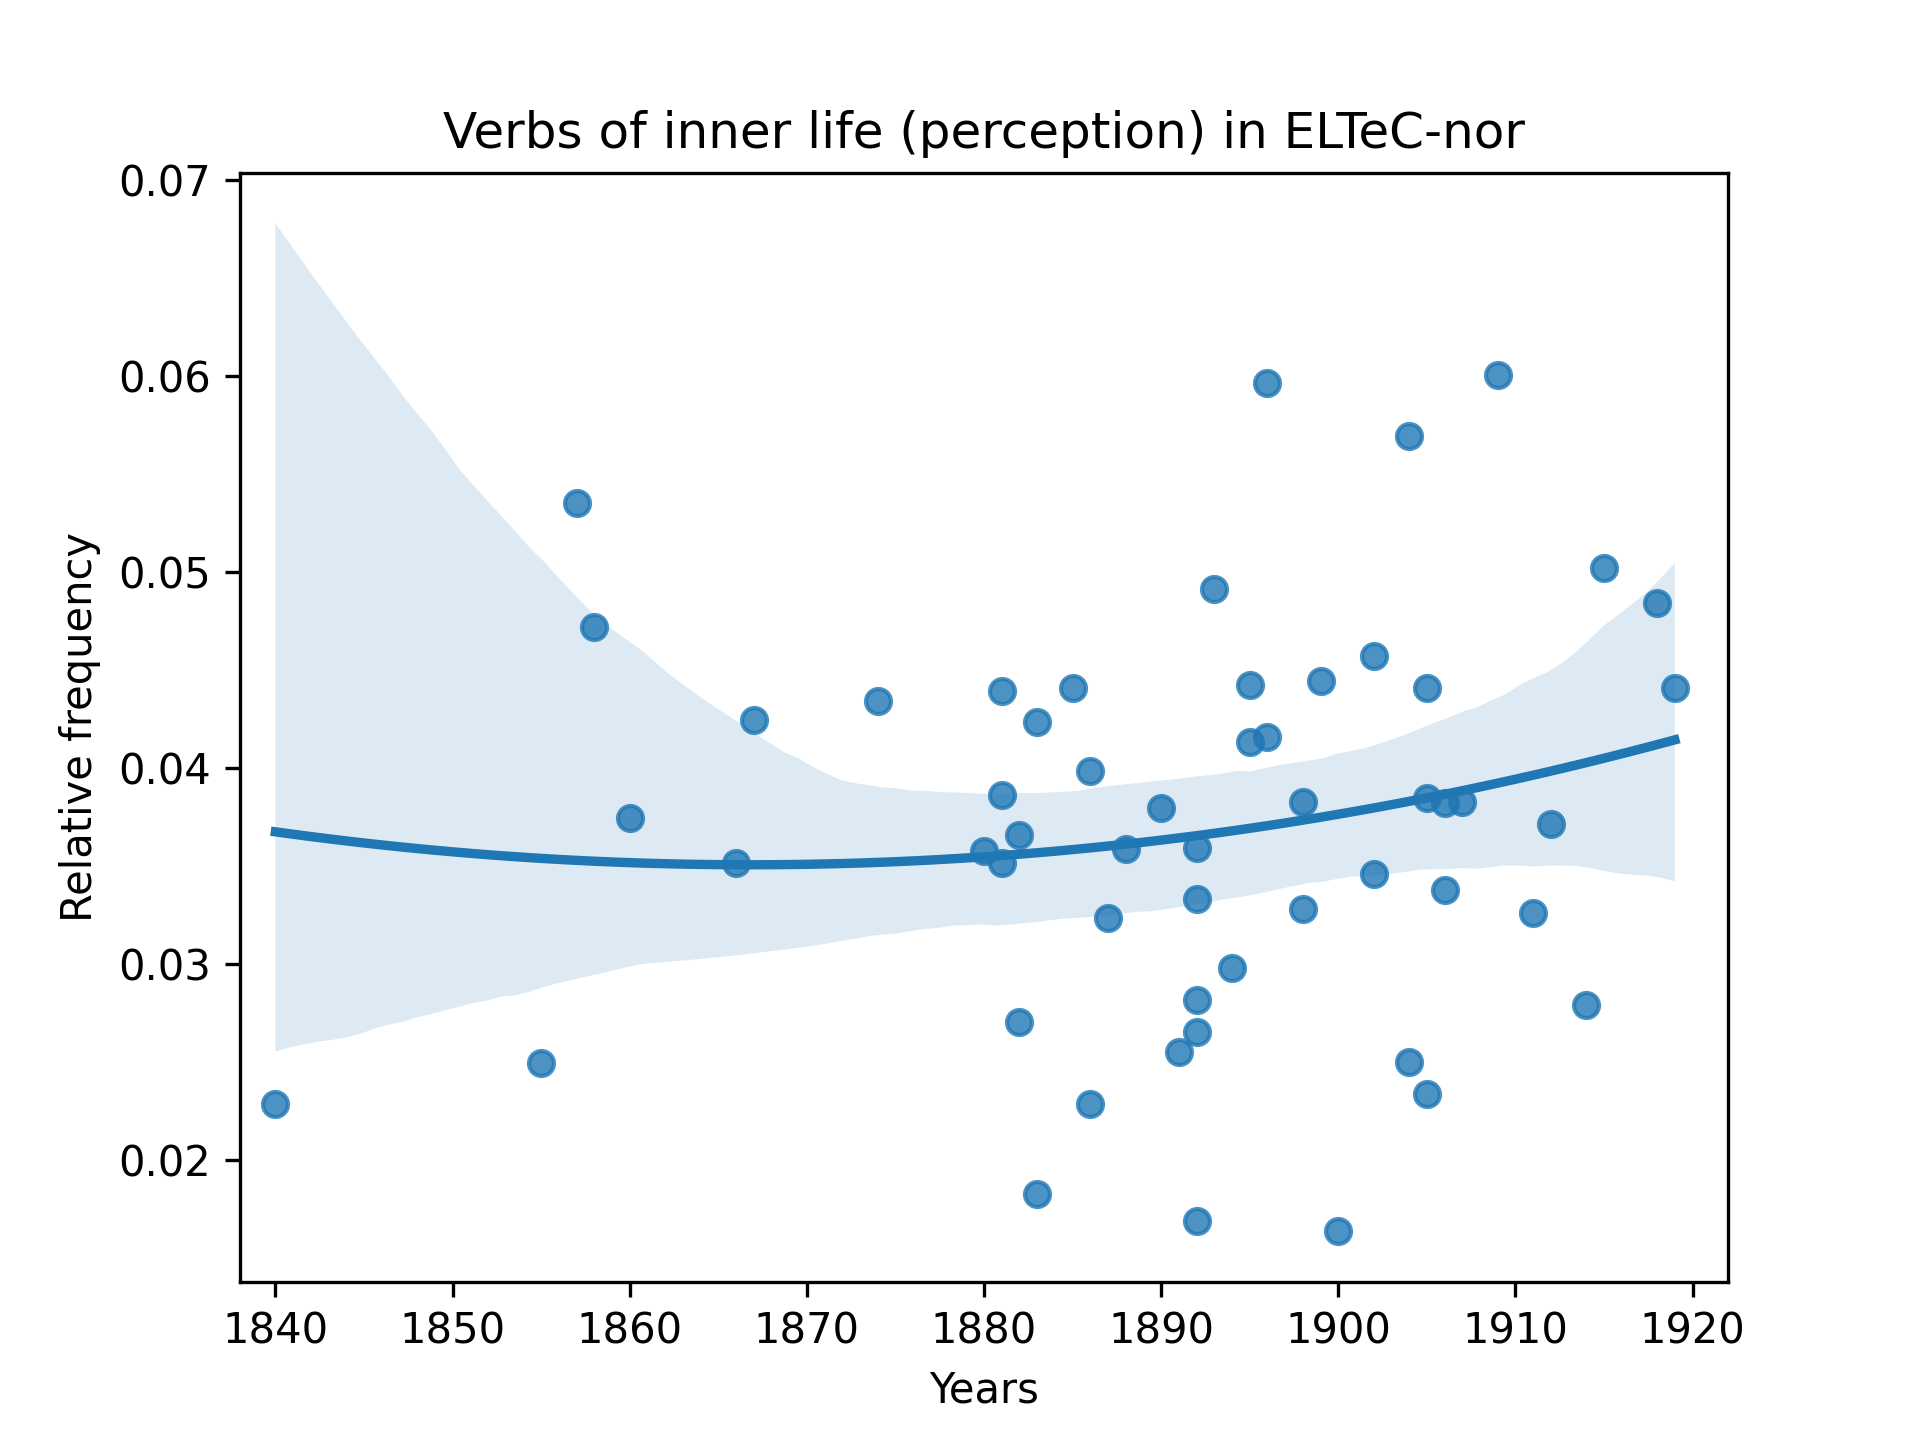 Verbs of inner life (perception) in ELTeC-nor
0.07
0.06
0.05
0.04
0.03
0.02
Relative frequency
1840 1850 1860 1870 1880 1890 1900 1910 1920
Years